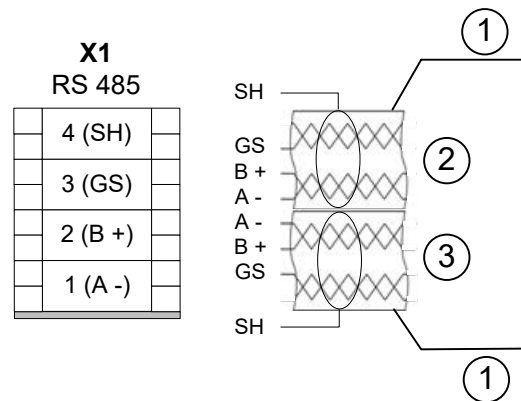 X1
RS 485
4 (SH)
3 (GS)
2 (B +)
1 (A -)
1
SH
GS
B +
A -
2
A -
B +
GS
3
SH
1